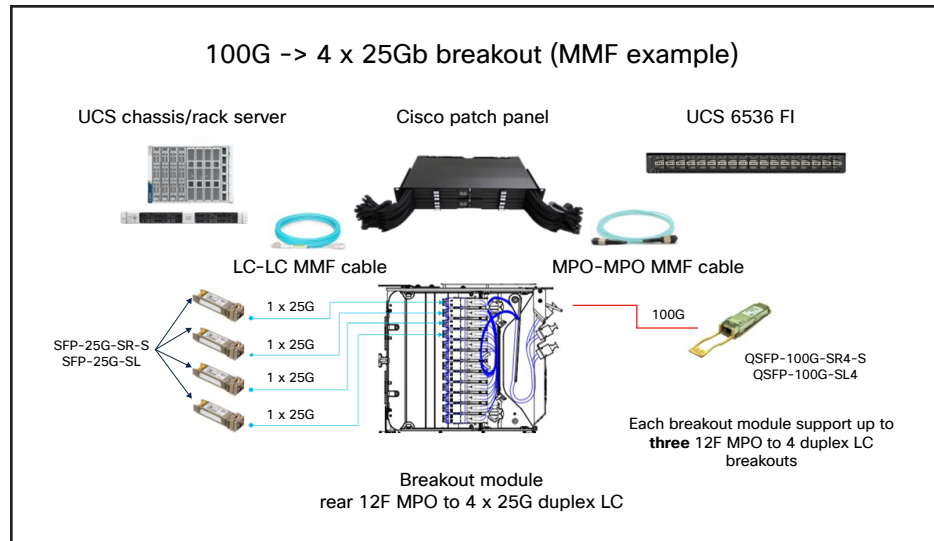 100G -> 4 x 25Gb breakout (MMF example)
UCS chassis/rack server
Cisco patch panel
UCS 6536 FI
LC-LC MMF cable
MPO-MPO MMF cable
1 x 25G
1 x 25G
1 x 25G
1 x 25G
SFP-25G-SR-S
SFP-25G-SL
100G
QSFP-100G-SR4-S
QSFP-100G-SL4
Each breakout module support up to
three 12F MPO to 4 duplex LC
breakouts
Breakout module
rear 12F MPO to 4 x 25G duplex LC